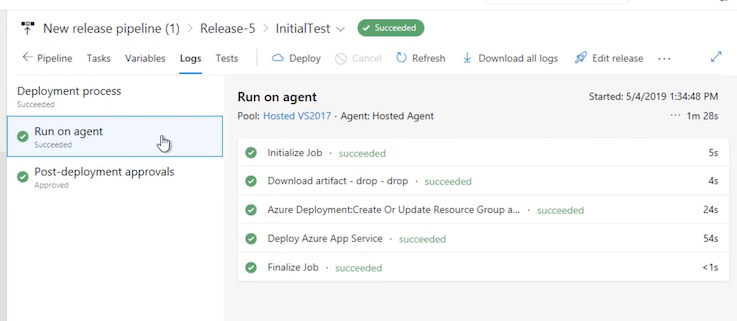 New release pipeline (1) > Release-5 > InitialTest Succeeded
Pipeline Tasks Variables Logs Tests Deploy Cancel Refresh Download all logs Edit release ...
Deployment process
Succeeded
Run on agent
Succeeded
Post-deployment approvals
Approved
Run on agent
Started: 5/4/2019 1:34:48 PM
Pool: Hosted VS2017 · Agent: Hosted Agent
... 1m 28s
Initialize Job · succeeded 5s
Download artifact - drop - drop · succeeded 4s
Azure Deployment:Create Or Update Resource Group a... · succeeded 24s
Deploy Azure App Service · succeeded 54s
Finalize Job · succeeded <1s